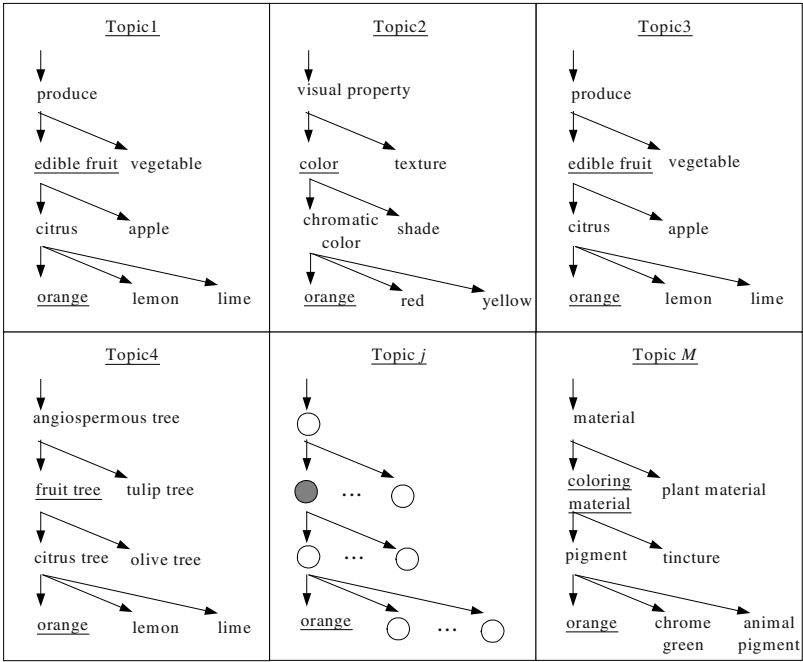 Topic1
produce
edible fruit vegetable
citrus apple
orange lemon lime
Topic2
visual property
color texture
chromatic
color
shade
orange red yellow
Topic3
produce
edible fruit vegetable
citrus apple
orange lemon lime
Topic4
angiospermous tree
fruit tree tulip tree
citrus tree olive tree
orange lemon lime
Topic j
...
...
orange ...
Topic M
material
coloring
material
plant material
pigment tincture
orange
chrome
green
animal
pigment